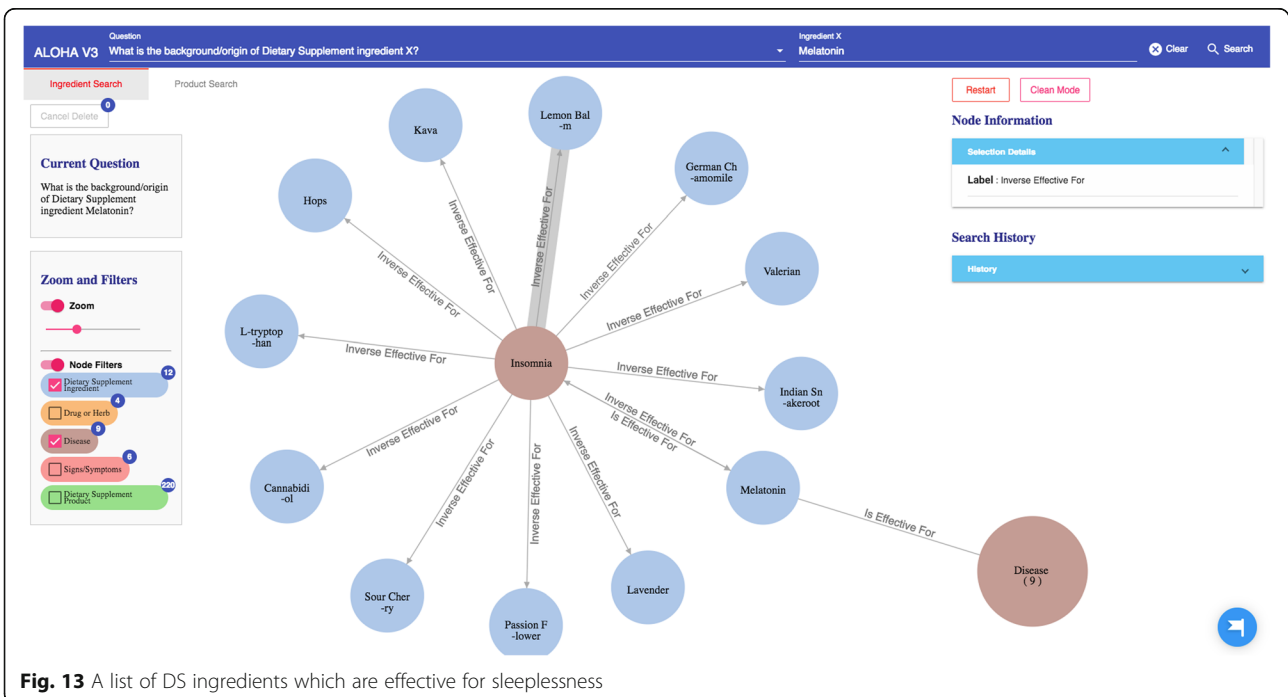 ALOHA V3
Question
What is the background/origin of Dietary Supplement ingredient X?
Ingredient X
Melatonin
Clear
Search
Ingredient Search
Product Search
Cancel Delete
0
Current Question
What is the background/origin
of Dietary Supplement
ingredient Melatonin?
Zoom and Filters
Zoom
Node Filters
Dietary Supplement
Ingredient
12
Drug or Herb
4
Disease
9
Signs/Symptoms
6
Dietary Supplement
Product
220
Kava
Lemon Bal
-m
German Ch
-amomile
Hops
Valerian
L-tryptop
-han
Insomnia
Indian Sn
-akeroot
Cannabidi
-ol
Melatonin
Sour Cher
-ry
Passion F
-lower
Lavender
Disease
( 9 )
Inverse Effective For
Inverse Effective For
Inverse Effective For
Inverse Effective For
Inverse Effective For
Inverse Effective For
Inverse Effective For
Inverse Effective For
Is Effective For
Inverse Effective For
Inverse Effective For
Inverse Effective For
Inverse Effective For
Is Effective For
Restart
Clean Mode
Node Information
Selection Details
Label : Inverse Effective For
Search History
History
Fig. 13 A list of DS ingredients which are effective for sleeplessness